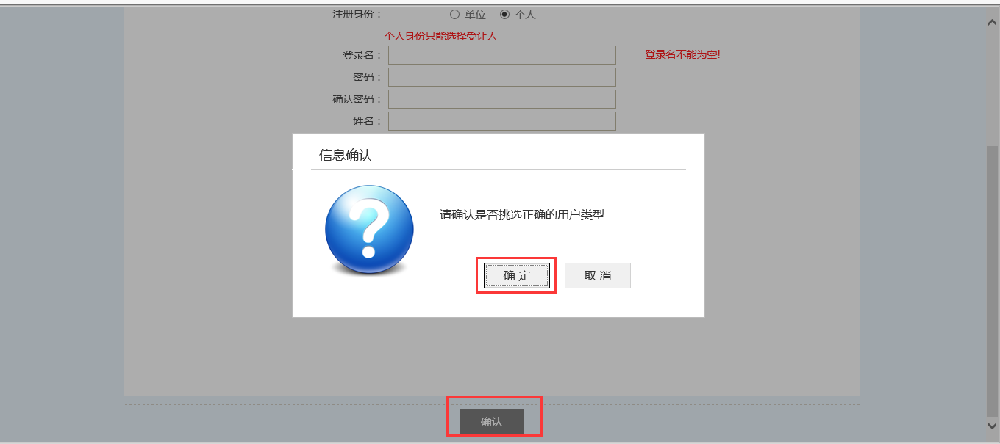 注册身份： 单位 个人
个人身份只能选择受让人
登录名： 登录名不能为空!
密码：
确认密码：
姓名：
信息确认
请确认是否挑选正确的用户类型
确 定 取 消
确认